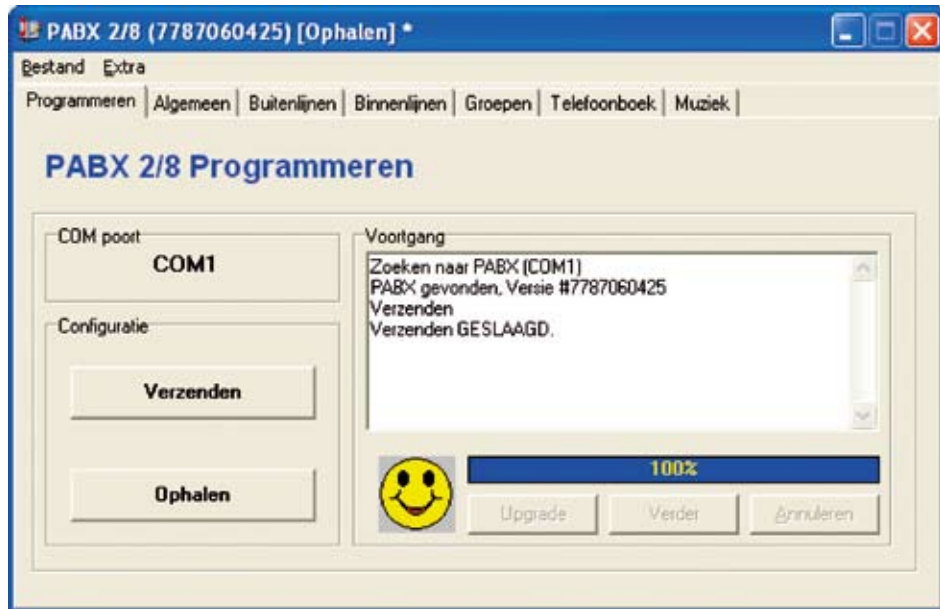 PABX 2/8 (7787060425) [Ophalen] *
Bestand Extra
Programmeren Algemeen Buitenlijnen Binnenlijnen Groepen Telefoonboek Muziek
PABX 2/8 Programmeren
COM poort
COM1
Configuratie
Verzenden
Ophalen
Voortgang
Zoeken naar PABX (COM1)
PABX gevonden, Versie #7787060425
Verzenden
Verzenden GESLAAGD.
100%
Upgrade Verder Annuleren